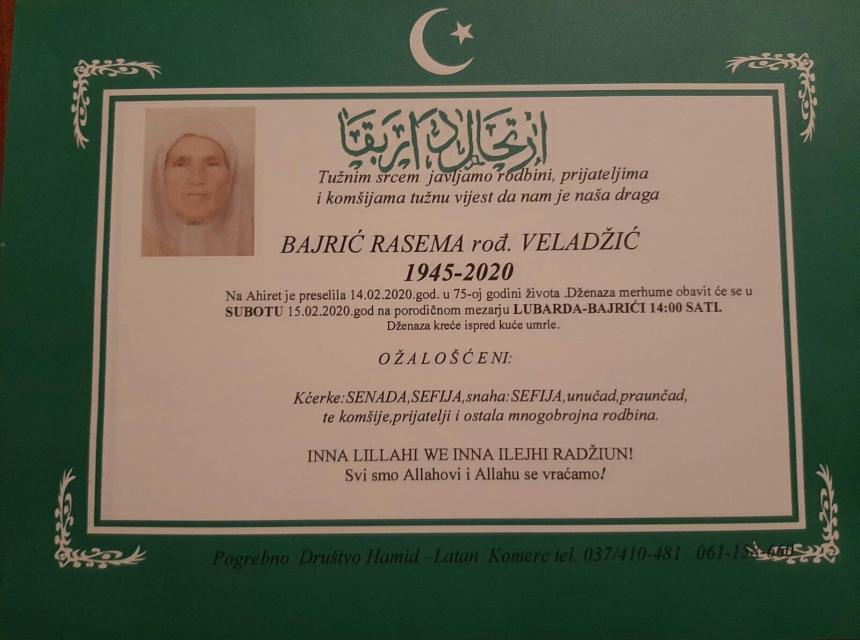 Tužnim srcem javljamo rodbini, prijateljima
i komšijama tužnu vijest da nam je naša draga
BAJRIĆ RASEMA rođ. VELADŽIĆ
1945-2020
Na Ahiret je preselila 14.02.2020.god. u 75-oj godini života .Dženaza merhume obavit će se u
SUBOTU 15.02.2020.god na porodičnom mezarju LUBARDA-BAJRIĆI 14:00 SATI.
Dženaza kreće ispred kuće umrle.
O Ž A L O Š Ć E NI:
Kćerke:SENADA,SEFIJA,snaha:SEFIJA,unučad,praunčad,
te komšije,prijatelji i ostala mnogobrojna rodbina.
INNA LILLAHI WE INNA ILEJHI RADŽIUN!
Svi smo Allahovi i Allahu se vraćamo!
Pogrebno Društvo Hamid –Latan Komerc tel. 037/410-481